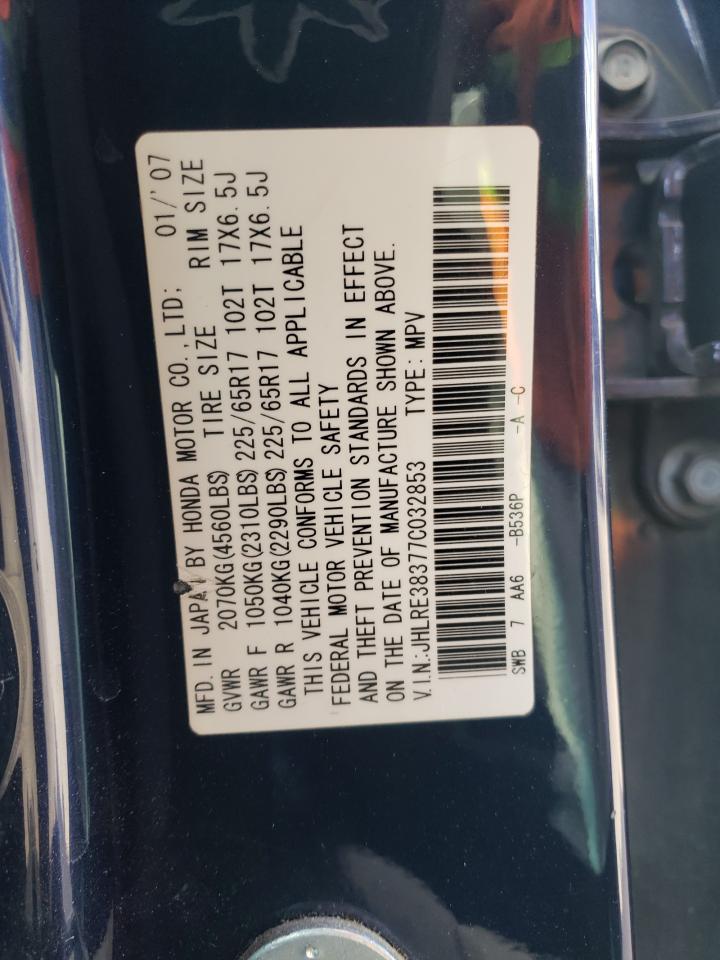 MFD. IN JAPAN BY HONDA MOTOR CO.,LTD; 01/'07
GVWR 2070KG(4560LBS) TIRE SIZE RIM SIZE
GAWR F 1050KG(2310LBS) 225/65R17 102T 17X6.5J
GAWR R 1040KG(2290LBS) 225/65R17 102T 17X6.5J
THIS VEHICLE CONFORMS TO ALL APPLICABLE
FEDERAL MOTOR VEHICLE SAFETY
AND THEFT PREVENTION STANDARDS IN EFFECT
ON THE DATE OF MANUFACTURE SHOWN ABOVE.
V.I.N.:JHLRE38377C032853 TYPE:MPV
SWB 7 AA6 -B536P -A -C